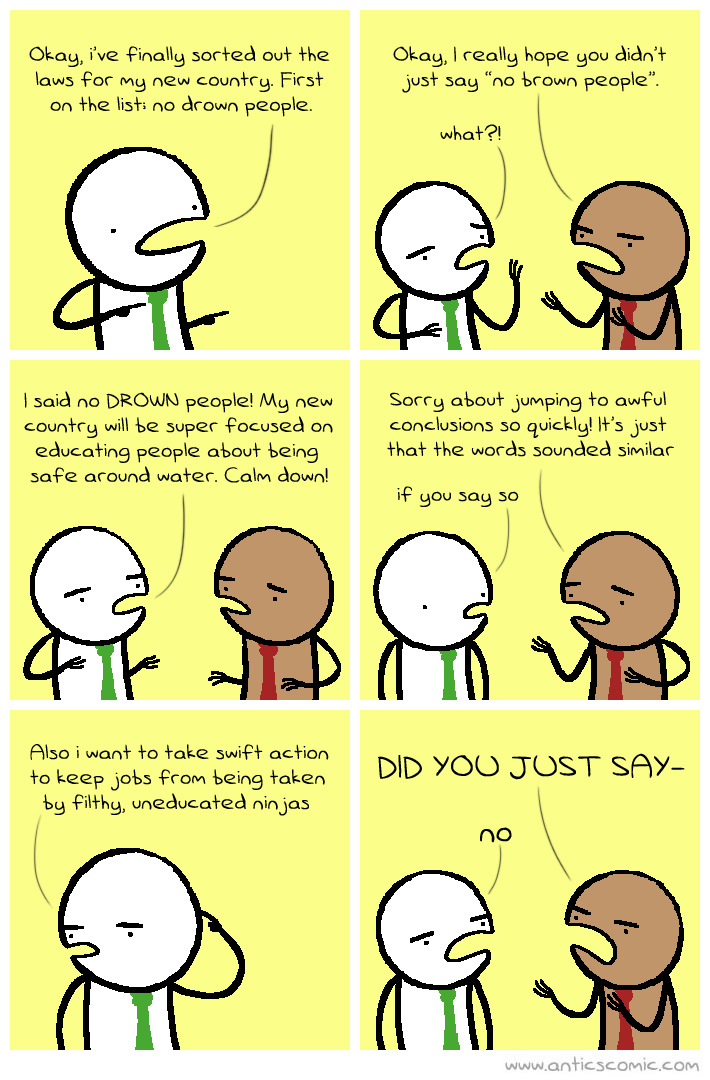 Okay, i've finally sorted out the
laws for my new country. First
on the list: no drown people.
Okay, I really hope you didn't
just say "no brown people".
what?!
I said no DROWN people! My new
country will be super focused on
educating people about being
safe around water. Calm down!
Sorry about jumping to awful
conclusions so quickly! It's just
that the words sounded similar
if you say so
Also i want to take swift action
to keep jobs from being taken
by filthy, uneducated ninjas
DID YOU JUST SAY-
no
www.anticscomic.com